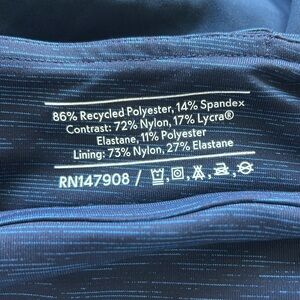 86% Recycled Polyester, 14% Spandex
Contrast: 72% Nylon, 17% Lycra®
Elastane, 11% Polyester
Lining: 73% Nylon, 27% Elastane
RN147908 /